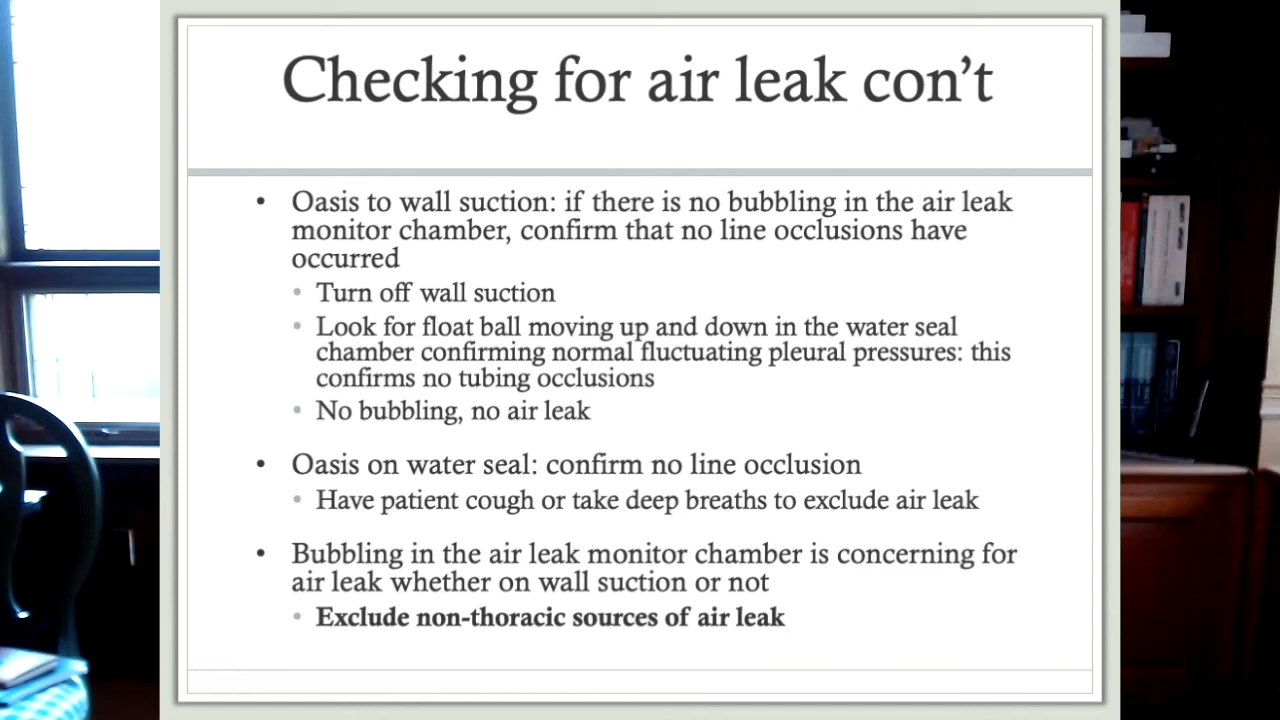 Checking for air leak con’t
• Oasis to wall suction: if there is no bubbling in the air leak
monitor chamber, confirm that no line occlusions have
occurred
• Turn off wall suction
• Look for float ball moving up and down in the water seal
chamber confirming normal fluctuating pleural pressures: this
confirms no tubing occlusions
• No bubbling, no air leak
• Oasis on water seal: confirm no line occlusion
• Have patient cough or take deep breaths to exclude air leak
• Bubbling in the air leak monitor chamber is concerning for
air leak whether on wall suction or not
• Exclude non-thoracic sources of air leak